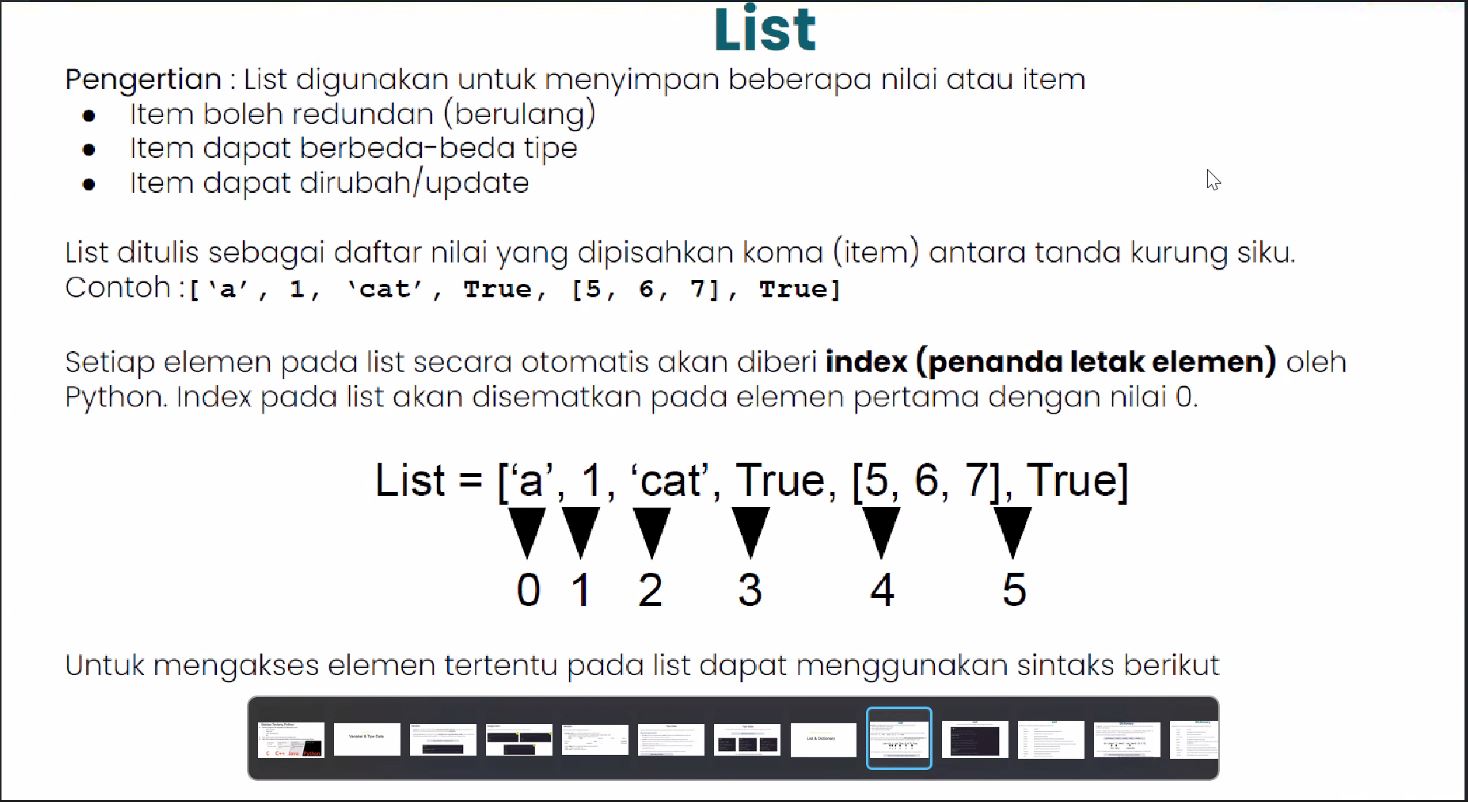 List
Pengertian : List digunakan untuk menyimpan beberapa nilai atau item
● Item boleh redundan (berulang)
● Item dapat berbeda-beda tipe
● Item dapat dirubah/update
List ditulis sebagai daftar nilai yang dipisahkan koma (item) antara tanda kurung siku.
Contoh :[‘a’, 1, ‘cat’, True, [5, 6, 7], True]
Setiap elemen pada list secara otomatis akan diberi index (penanda letak elemen) oleh
Python. Index pada list akan disematkan pada elemen pertama dengan nilai 0.
List = [‘a’, 1, ‘cat’, True, [5, 6, 7], True]
0 1 2 3 4 5
Untuk mengakses elemen tertentu pada list dapat menggunakan sintaks berikut
Variabel & Tipe Data
List & Dictionary